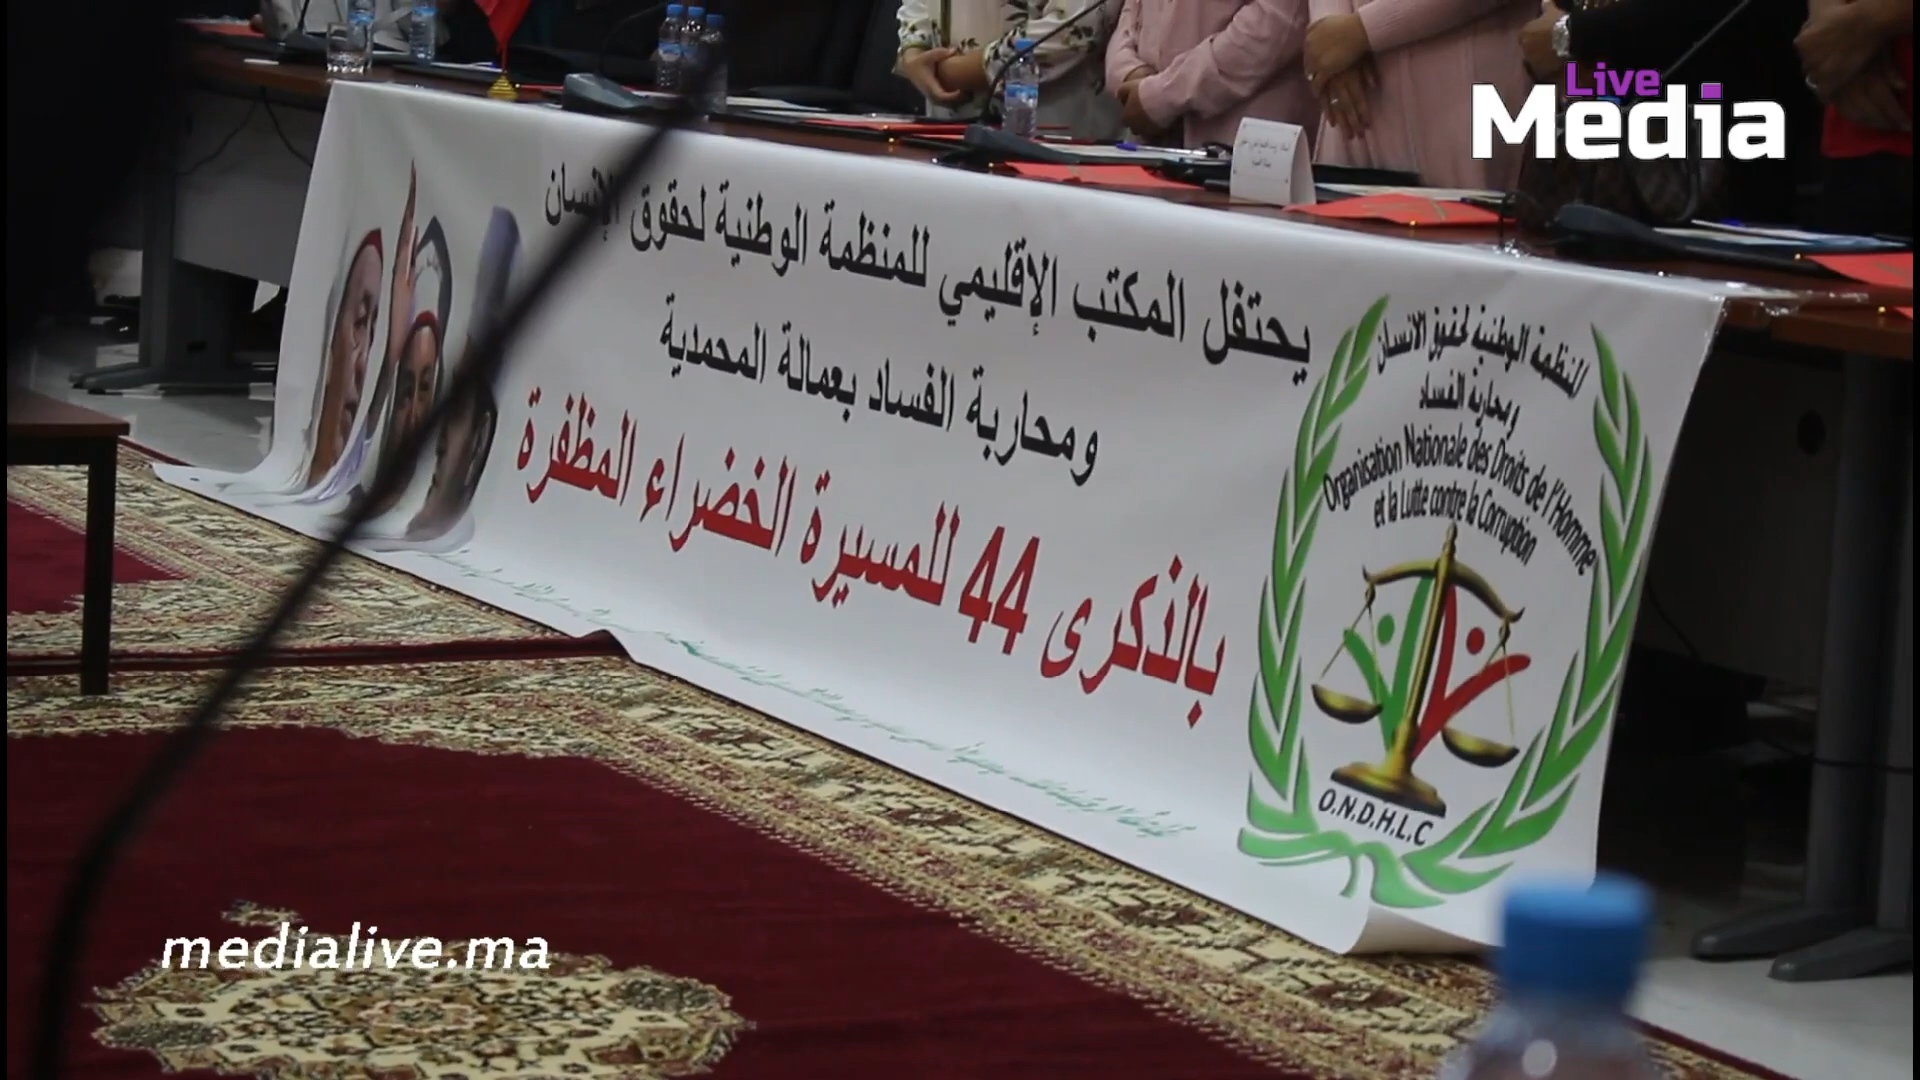 Live
Media
يحتفل المكتب الإقليمي للمنظمة الوطنية لحقوق الإنسان
ومحاربة الفساد بعمالة المحمدية
بالذكرى 44 للمسيرة الخضراء المظفرة
المنظمة الوطنية لحقوق الانسان
ومحاربة الفساد
Organisation Nationale des Droits de l'Homme
et la Lutte contre la Corruption
O.N.D.H.L.C
medialive.ma